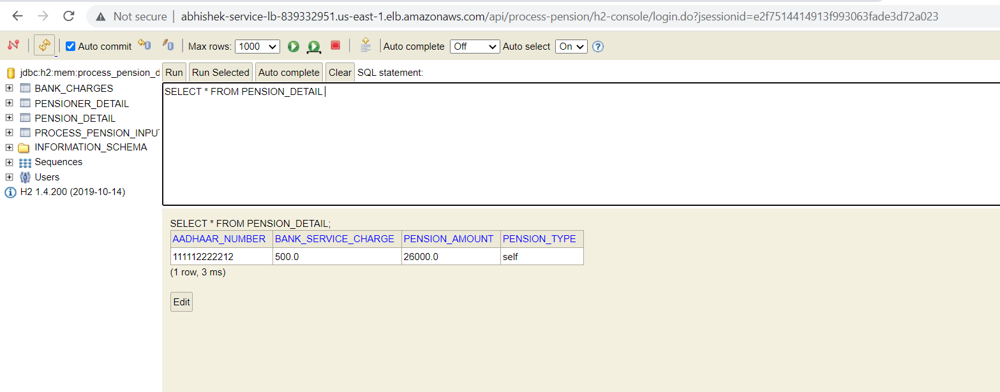 Not secure | abhishek-service-lb-839332951.us-east-1.elb.amazonaws.com/api/process-pension/h2-console/login.do?jsessionid=e2f7514414913f993063fade3d72a023
Auto commit Max rows: 1000 Auto complete Off Auto select On ?
jdbc:h2:mem:process_pension_d
BANK_CHARGES
PENSIONER_DETAIL
PENSION_DETAIL
PROCESS_PENSION_INPUT
INFORMATION_SCHEMA
Sequences
Users
H2 1.4.200 (2019-10-14)
Run Run Selected Auto complete Clear SQL statement:
SELECT * FROM PENSION_DETAIL
SELECT * FROM PENSION_DETAIL;
AADHAAR_NUMBER BANK_SERVICE_CHARGE PENSION_AMOUNT PENSION_TYPE
111112222212 500.0 26000.0 self
(1 row, 3 ms)
Edit